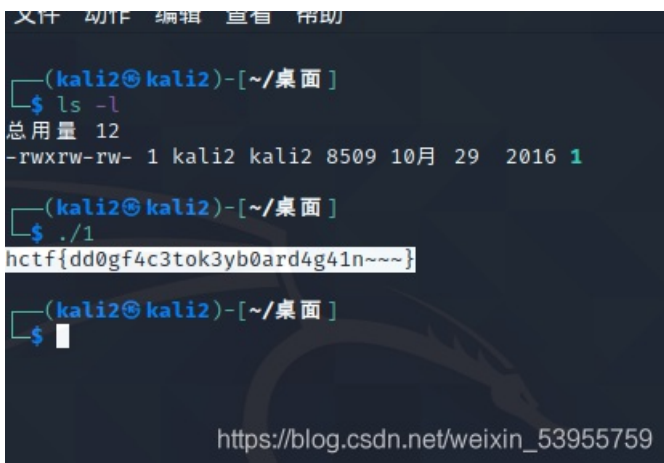 文件 动作 编辑 查看 帮助
┌──(kali2㉿kali2)-[~/桌面]
└─$ ls -l
总用量 12
-rwxrw-rw- 1 kali2 kali2 8509 10月 29 2016 1
┌──(kali2㉿kali2)-[~/桌面]
└─$ ./1
hctf{dd0gf4c3tok3yb0ard4g41n~~~}
┌──(kali2㉿kali2)-[~/桌面]
└─$
https://blog.csdn.net/weixin_53955759